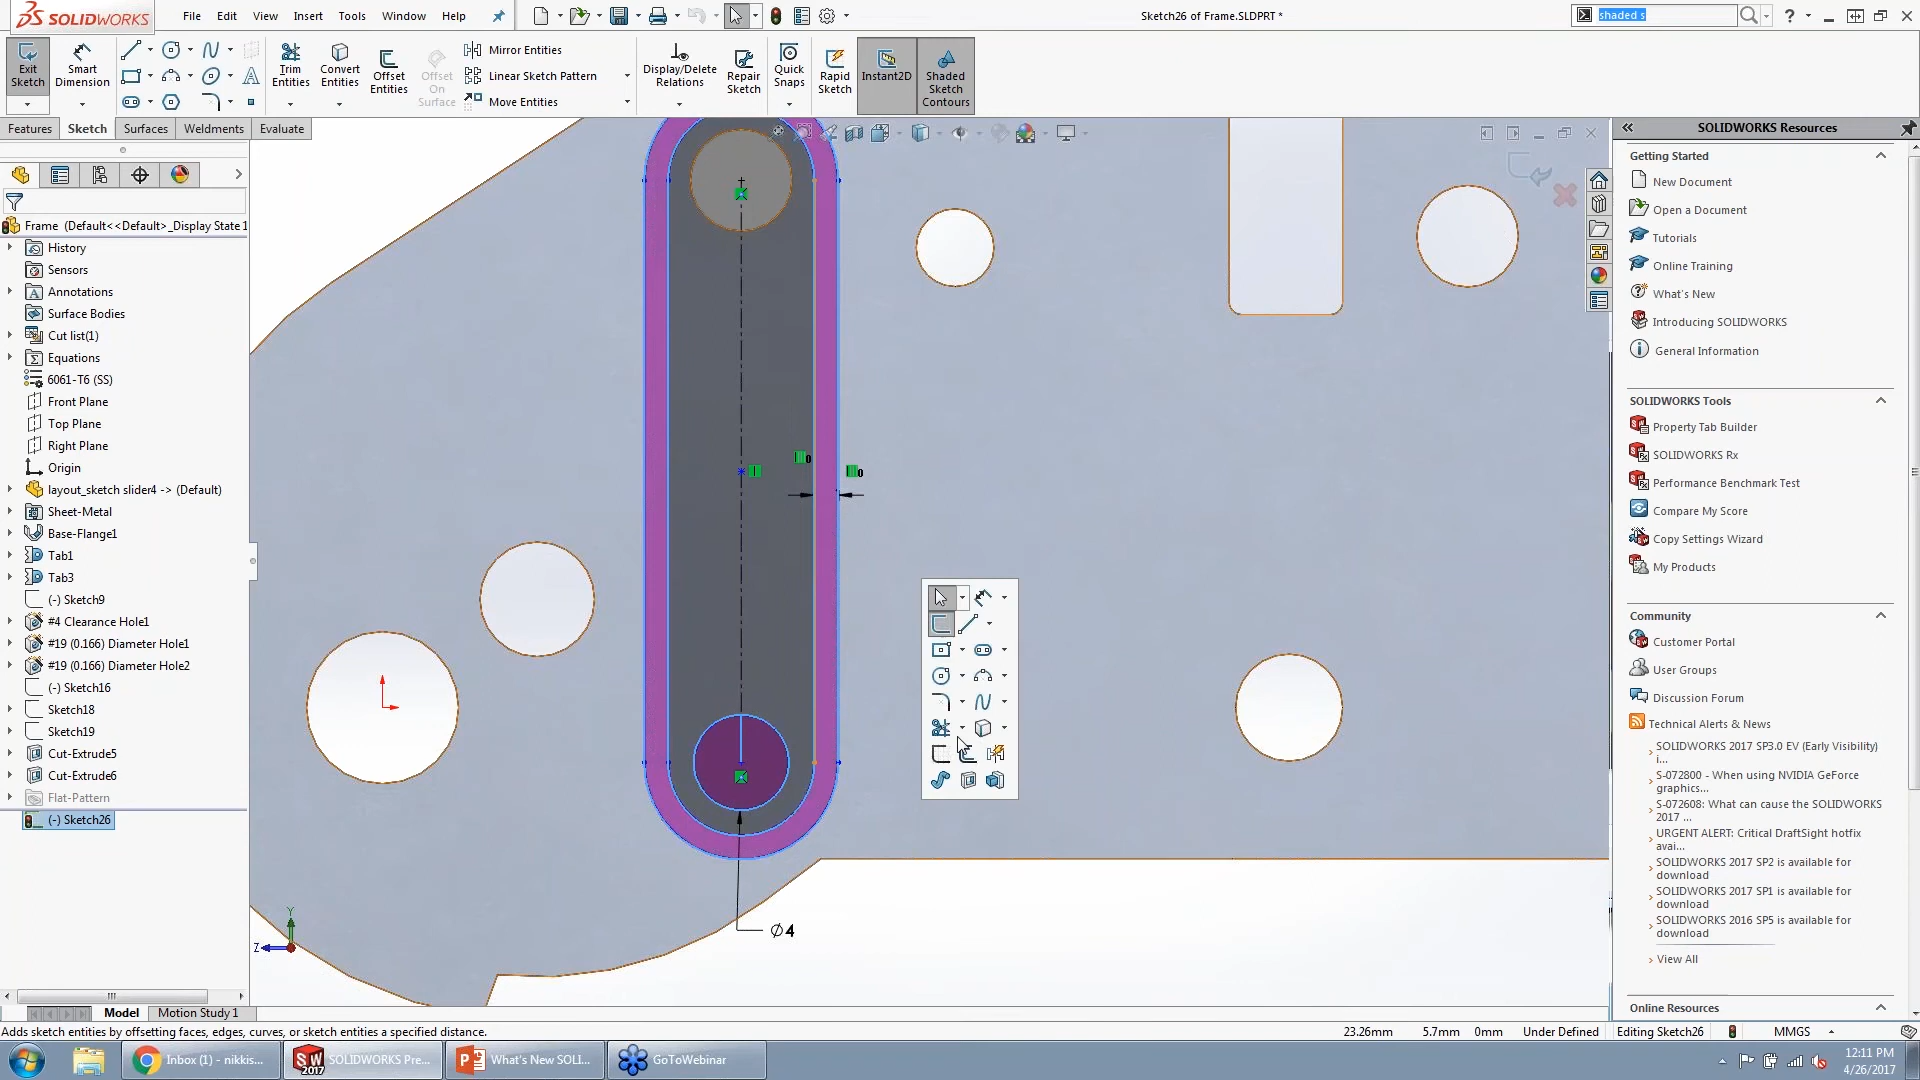 SOLIDWORKS
File Edit View Insert Tools Window Help
Sketch26 of Frame.SLDPRT *
shaded s
Exit Sketch
Smart Dimension
Trim Entities
Convert Entities
Offset Entities
Offset On Surface
Mirror Entities
Linear Sketch Pattern
Move Entities
Display/Delete Relations
Repair Sketch
Quick Snaps
Rapid Sketch
Instant2D
Shaded Sketch Contours
Features Sketch Surfaces Weldments Evaluate
Frame (Default<<Default>_Display State 1
History
Sensors
Annotations
Surface Bodies
Cut list(1)
Equations
6061-T6 (SS)
Front Plane
Top Plane
Right Plane
Origin
layout_sketch slider4 -> (Default)
Sheet-Metal
Base-Flange1
Tab1
Tab3
(-) Sketch9
#4 Clearance Hole1
#19 (0.166) Diameter Hole1
#19 (0.166) Diameter Hole2
(-) Sketch16
Sketch18
Sketch19
Cut-Extrude5
Cut-Extrude6
Flat-Pattern
(-) Sketch26
0
0
∅4
Y
Z
SOLIDWORKS Resources
Getting Started
New Document
Open a Document
Tutorials
Online Training
What's New
Introducing SOLIDWORKS
General Information
SOLIDWORKS Tools
Property Tab Builder
SOLIDWORKS Rx
Performance Benchmark Test
Compare My Score
Copy Settings Wizard
My Products
Community
Customer Portal
User Groups
Discussion Forum
Technical Alerts & News
SOLIDWORKS 2017 SP3.0 EV (Early Visibility)
i...
S-072800 - When using NVIDIA GeForce
graphics...
S-072608: What can cause the SOLIDWORKS
2017 ...
URGENT ALERT: Critical DraftSight hotfix
avai...
SOLIDWORKS 2017 SP2 is available for
download
SOLIDWORKS 2017 SP1 is available for
download
SOLIDWORKS 2016 SP5 is available for
download
View All
Online Resources
Model Motion Study 1
Adds sketch entities by offsetting faces, edges, curves, or sketch entities a specified distance.
23.26mm 5.7mm 0mm Under Defined Editing Sketch26 MMGS
Inbox (1) - nikkis...
SOLIDWORKS Pre...
What's New SOLI...
GoToWebinar
12:11 PM
4/26/2017